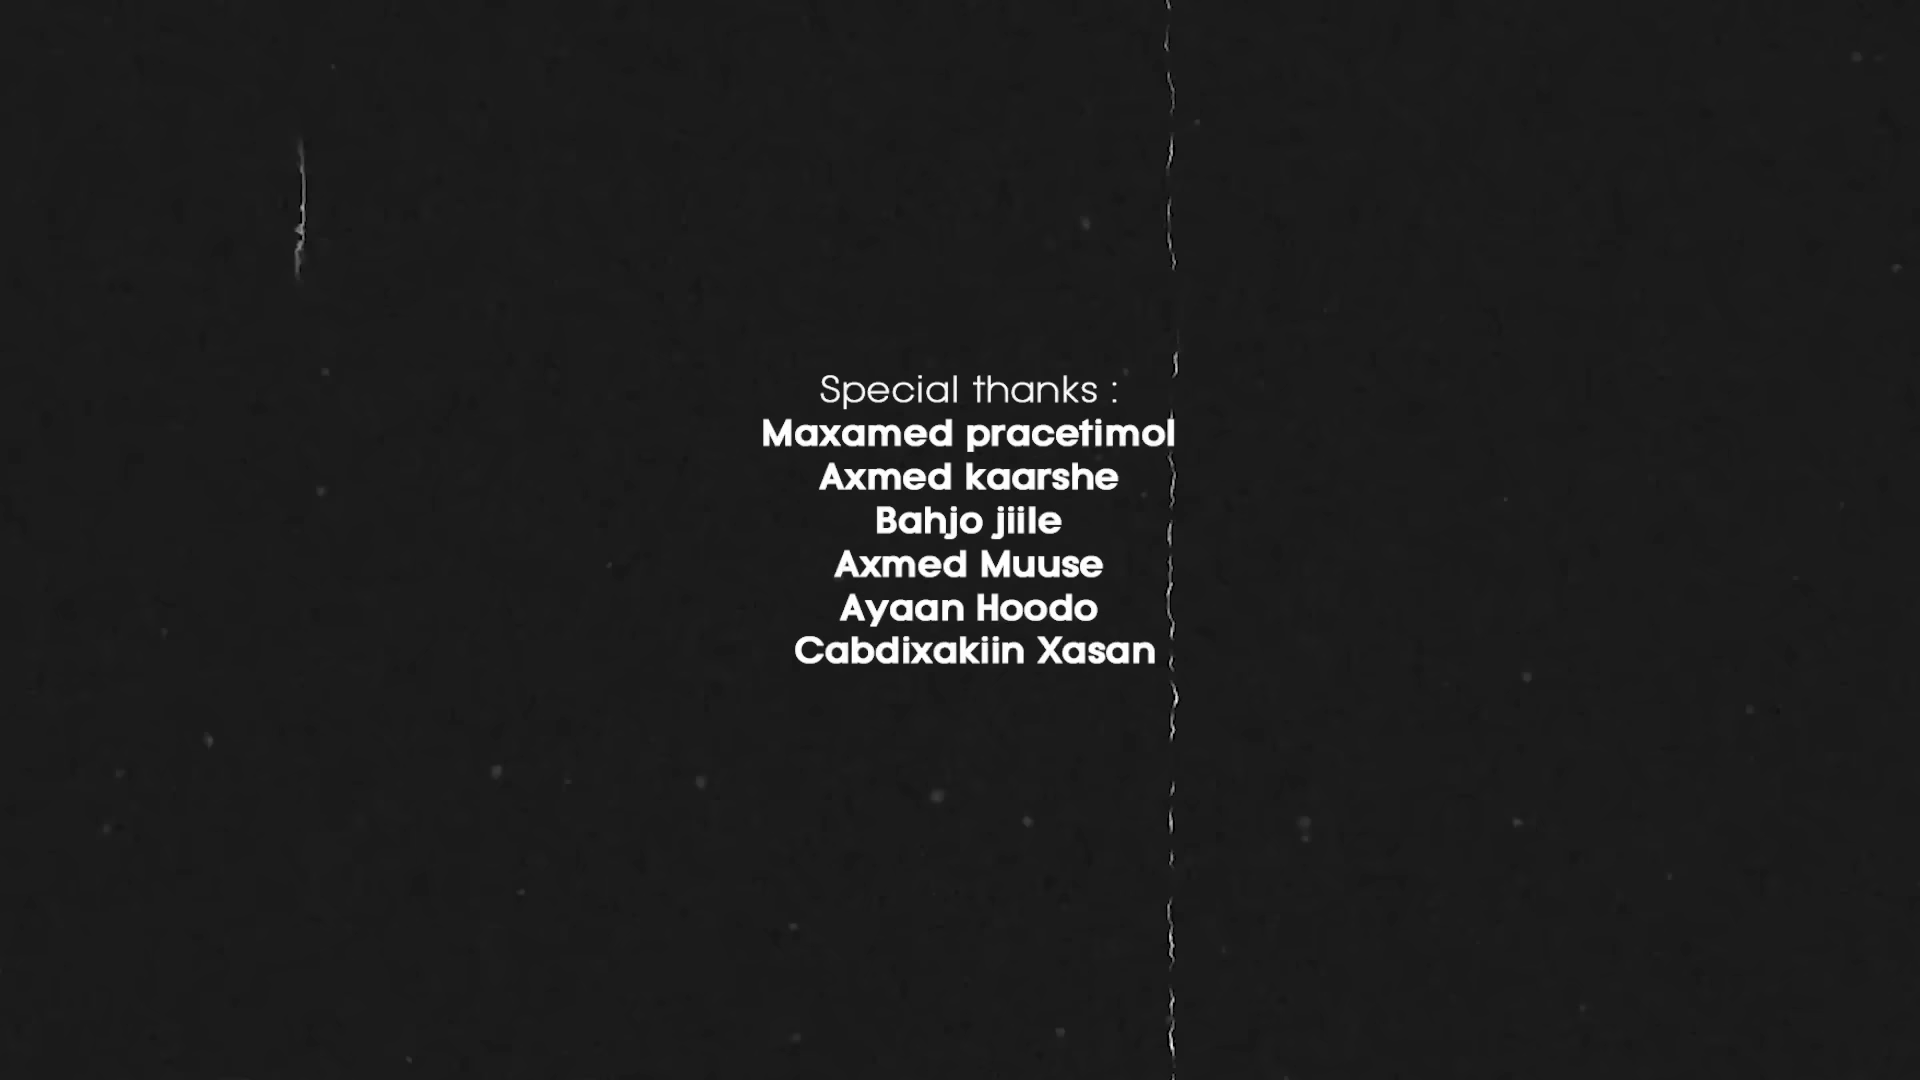 Special thanks :
Maxamed pracetimol
Axmed kaarshe
Bahjo jiile
Axmed Muuse
Ayaan Hoodo
Cabdixakiin Xasan